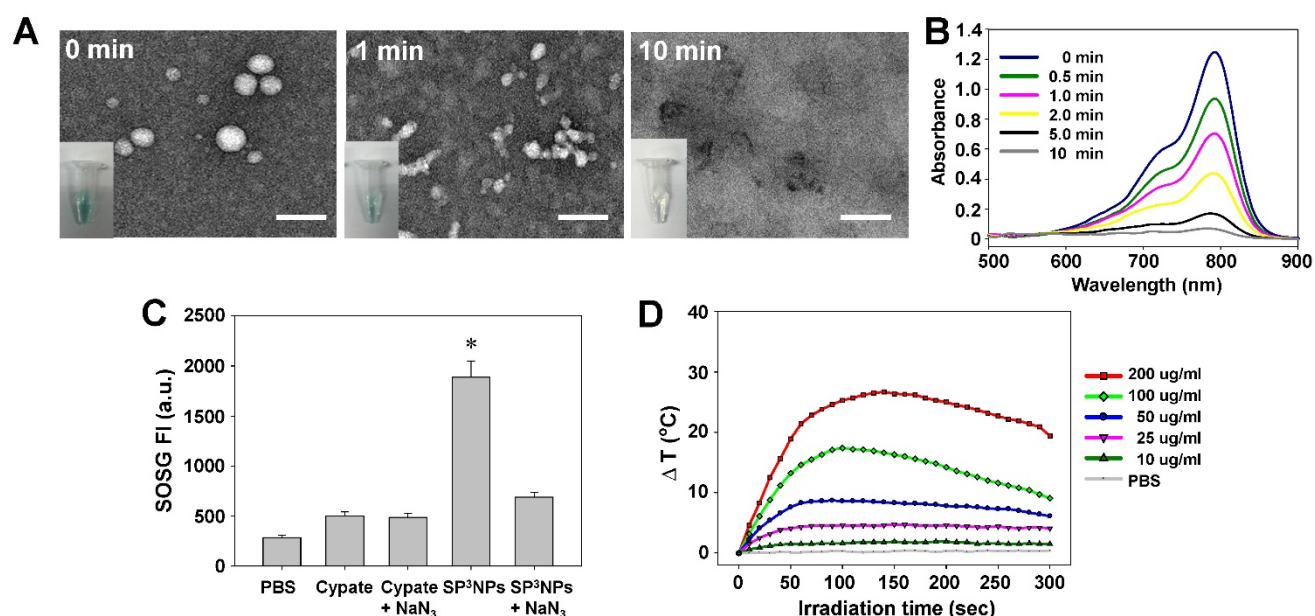 A
0 min
1 min
10 min
B
Absorbance
1.4
1.2
1.0
0.8
0.6
0.4
0.2
0
0 min
0.5 min
1.0 min
2.0 min
5.0 min
10 min
500 600 700 800 900
Wavelength (nm)
C
SOSG FI (a.u.)
2500
2000
1500
1000
500
0
*
PBS Cypate Cypate SP³NPs SP³NPs
+ NaN₃ + NaN₃
D
Δ T (°C)
40
30
20
10
0
0 50 100 150 200 250 300
Irradiation time (sec)
200 ug/ml
100 ug/ml
50 ug/ml
25 ug/ml
10 ug/ml
PBS